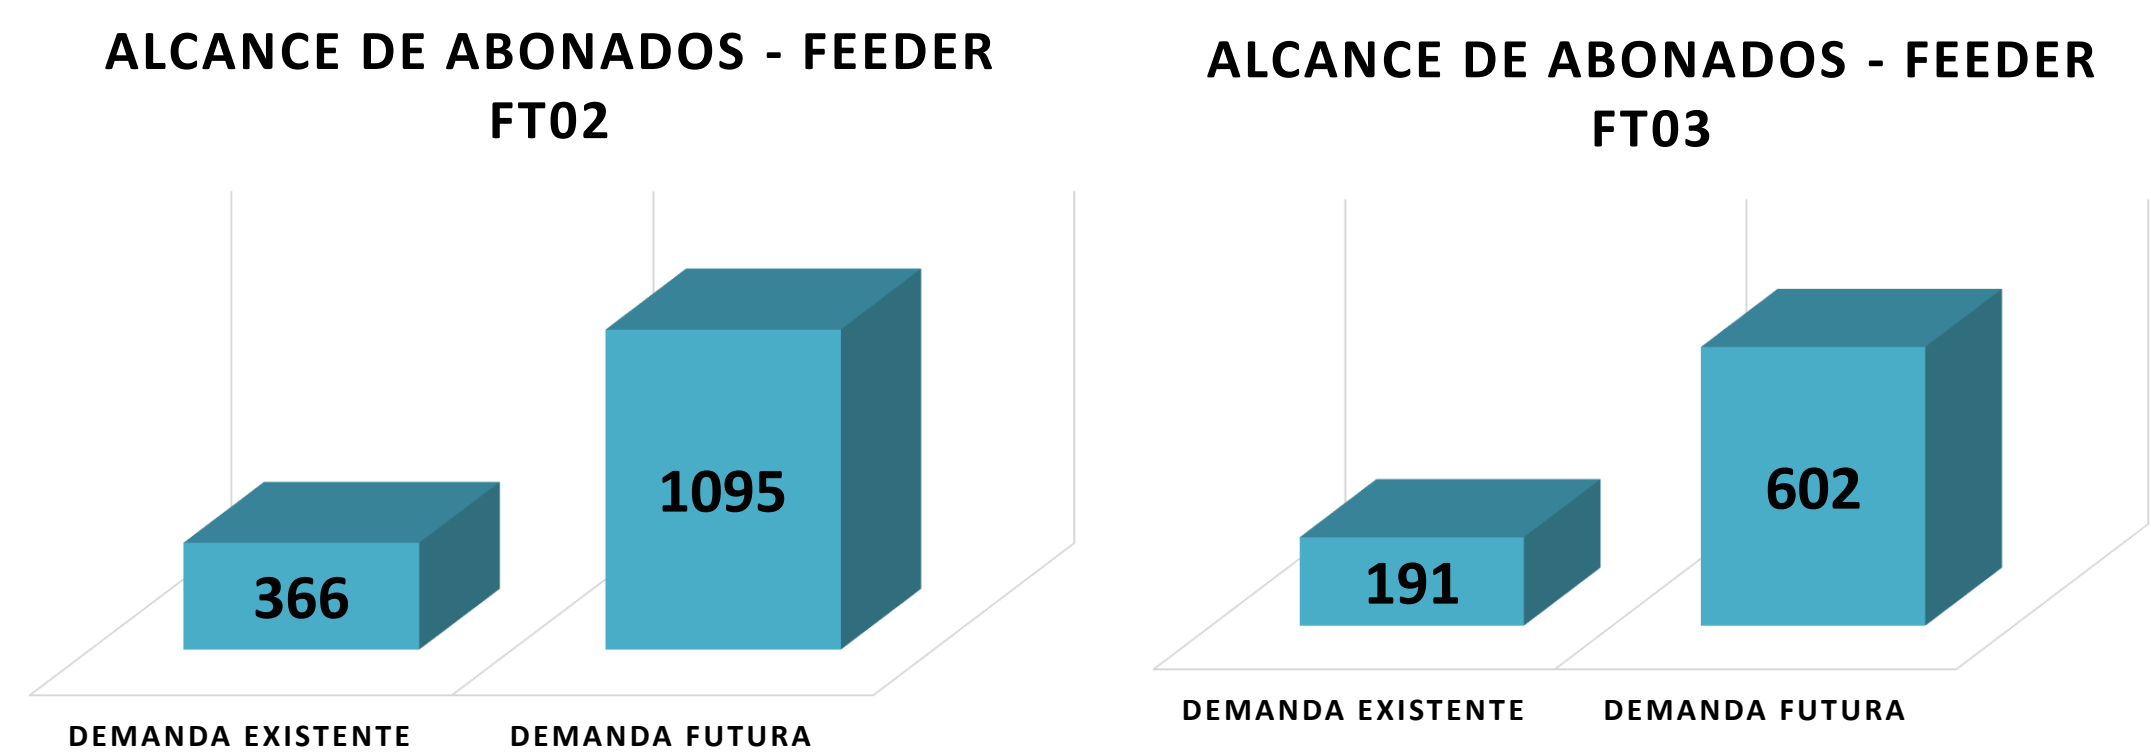 ALCANCE DE ABONADOS - FEEDER
FT02
366
1095
DEMANDA EXISTENTE
DEMANDA FUTURA
ALCANCE DE ABONADOS - FEEDER
FT03
191
602
DEMANDA EXISTENTE
DEMANDA FUTURA